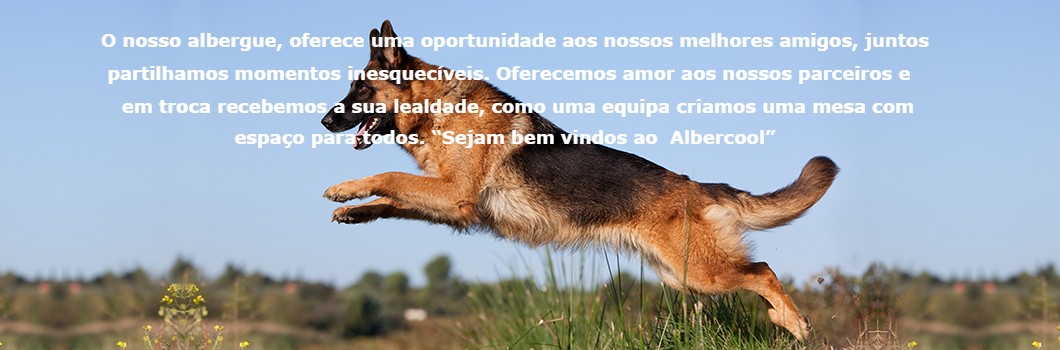 O nosso albergue, oferece uma oportunidade aos nossos melhores amigos, juntos
partilhamos momentos inesquecíveis. Oferecemos amor aos nossos parceiros e
em troca recebemos a sua lealdade, como uma equipa criamos uma mesa com
espaço para todos. “Sejam bem vindos ao  Albercool”